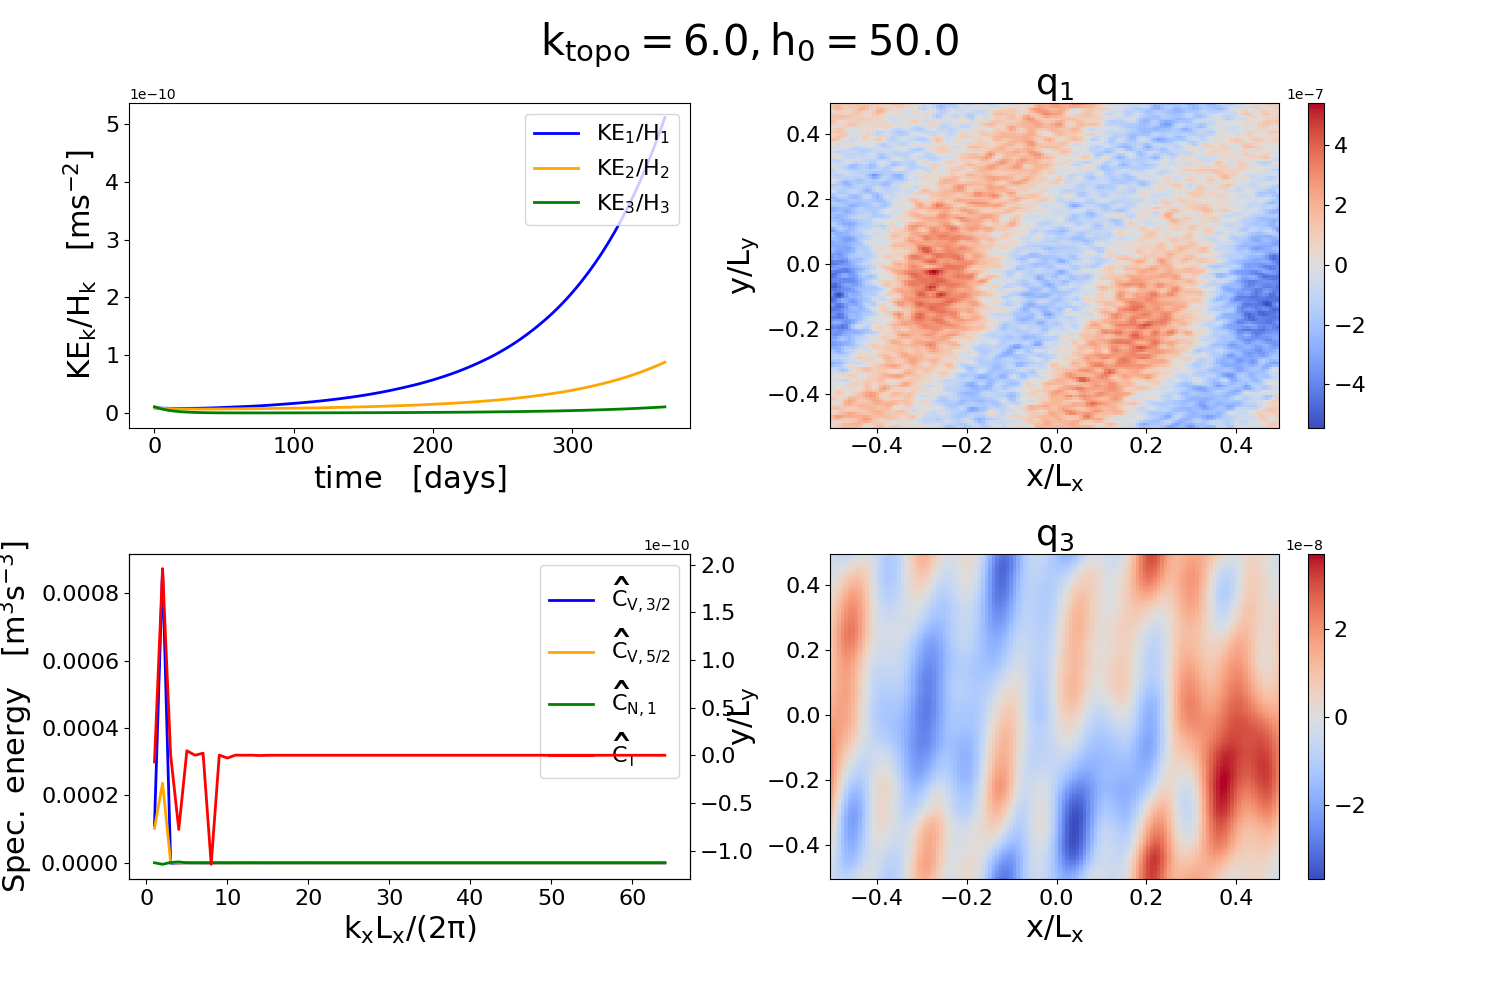 k_topo = 6.0, h_0 = 50.0
1e−10
KE_k/H_k [ms^−2]
5
4
3
2
1
0
KE_1/H_1
KE_2/H_2
KE_3/H_3
0 100 200 300
time [days]
q_1
1e−7
y/L_y
0.4
0.2
0.0
−0.2
−0.4
−0.4 −0.2 0.0 0.2 0.4
x/L_x
4
2
0
−2
−4
1e−10
Spec. energy [m^3s^−3]
0.0008
0.0006
0.0004
0.0002
0.0000
Ĉ_V,3/2
Ĉ_V,5/2
Ĉ_N,1
Ĉ_T
2.0
1.5
1.0
0.5
0.0
−0.5
−1.0
0 10 20 30 40 50 60
k_xL_x/(2π)
q_3
1e−8
y/L_y
0.4
0.2
0.0
−0.2
−0.4
−0.4 −0.2 0.0 0.2 0.4
x/L_x
2
0
−2